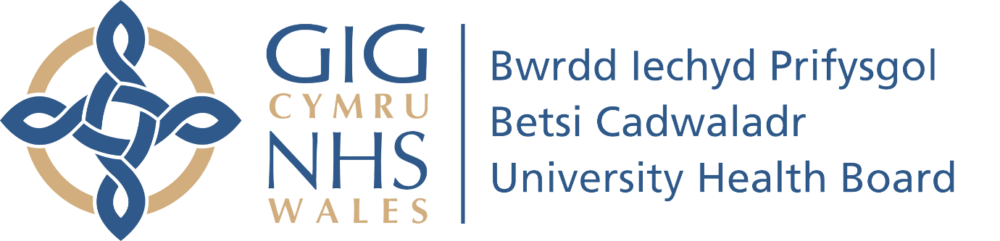 GIG
CYMRU
NHS
WALES
Bwrdd Iechyd Prifysgol
Betsi Cadwaladr
University Health Board